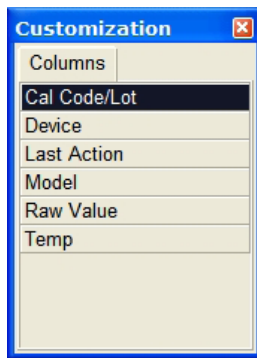 Customization
Columns
Cal Code/Lot
Device
Last Action
Model
Raw Value
Temp